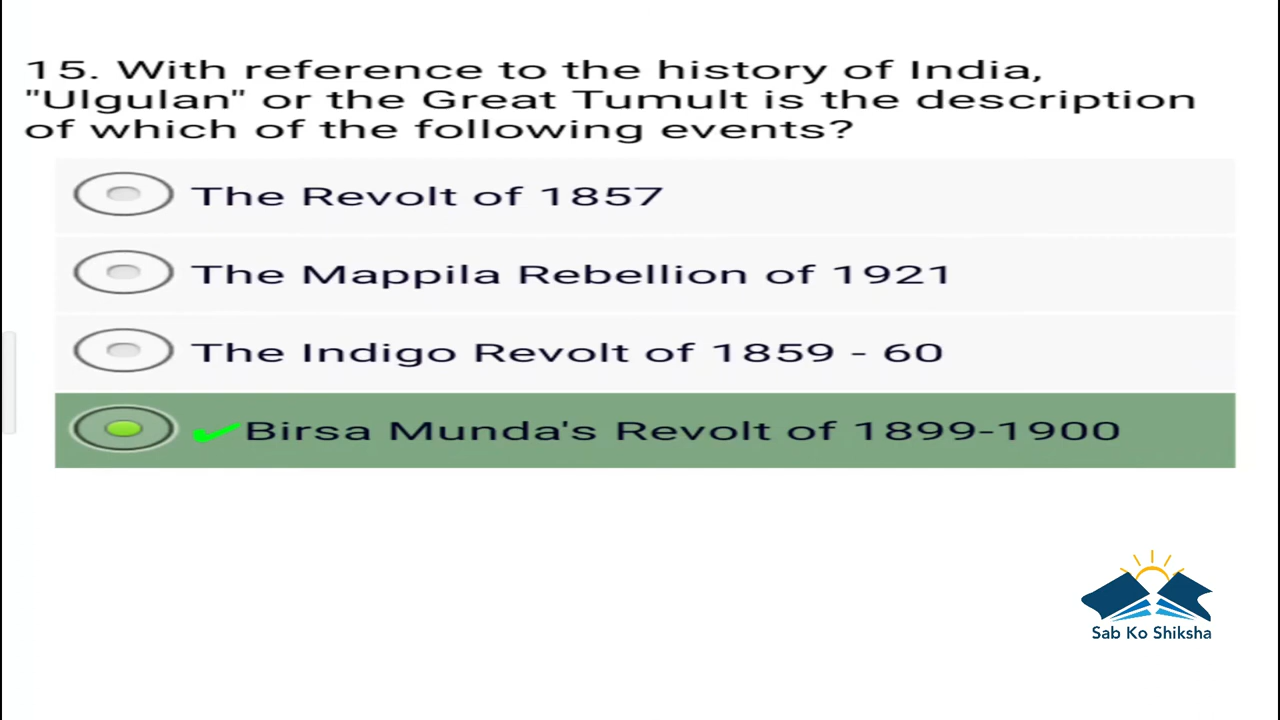 15. With reference to the history of India,
"Ulgulan" or the Great Tumult is the description
of which of the following events?
The Revolt of 1857
The Mappila Rebellion of 1921
The Indigo Revolt of 1859 - 60
✔Birsa Munda's Revolt of 1899-1900
Sab Ko Shiksha